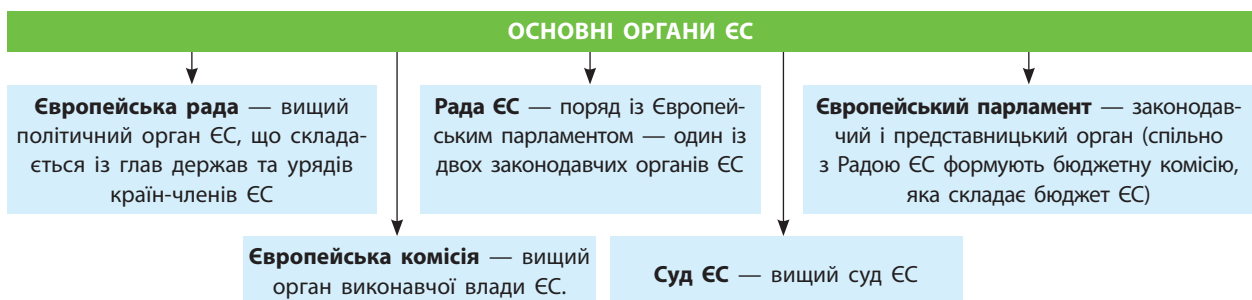 ОСНОВНІ ОРГАНИ ЄС
Європейська рада — вищий
політичний орган ЄС, що склада-
ється із глав держав та урядів
країн-членів ЄС
Рада ЄС — поряд із Європей-
ським парламентом — один із
двох законодавчих органів ЄС
Європейський парламент — законодав-
чий і представницький орган (спільно
з Радою ЄС формують бюджетну комісію,
яка складає бюджет ЄС)
Європейська комісія — вищий
орган виконавчої влади ЄС.
Суд ЄС — вищий суд ЄС